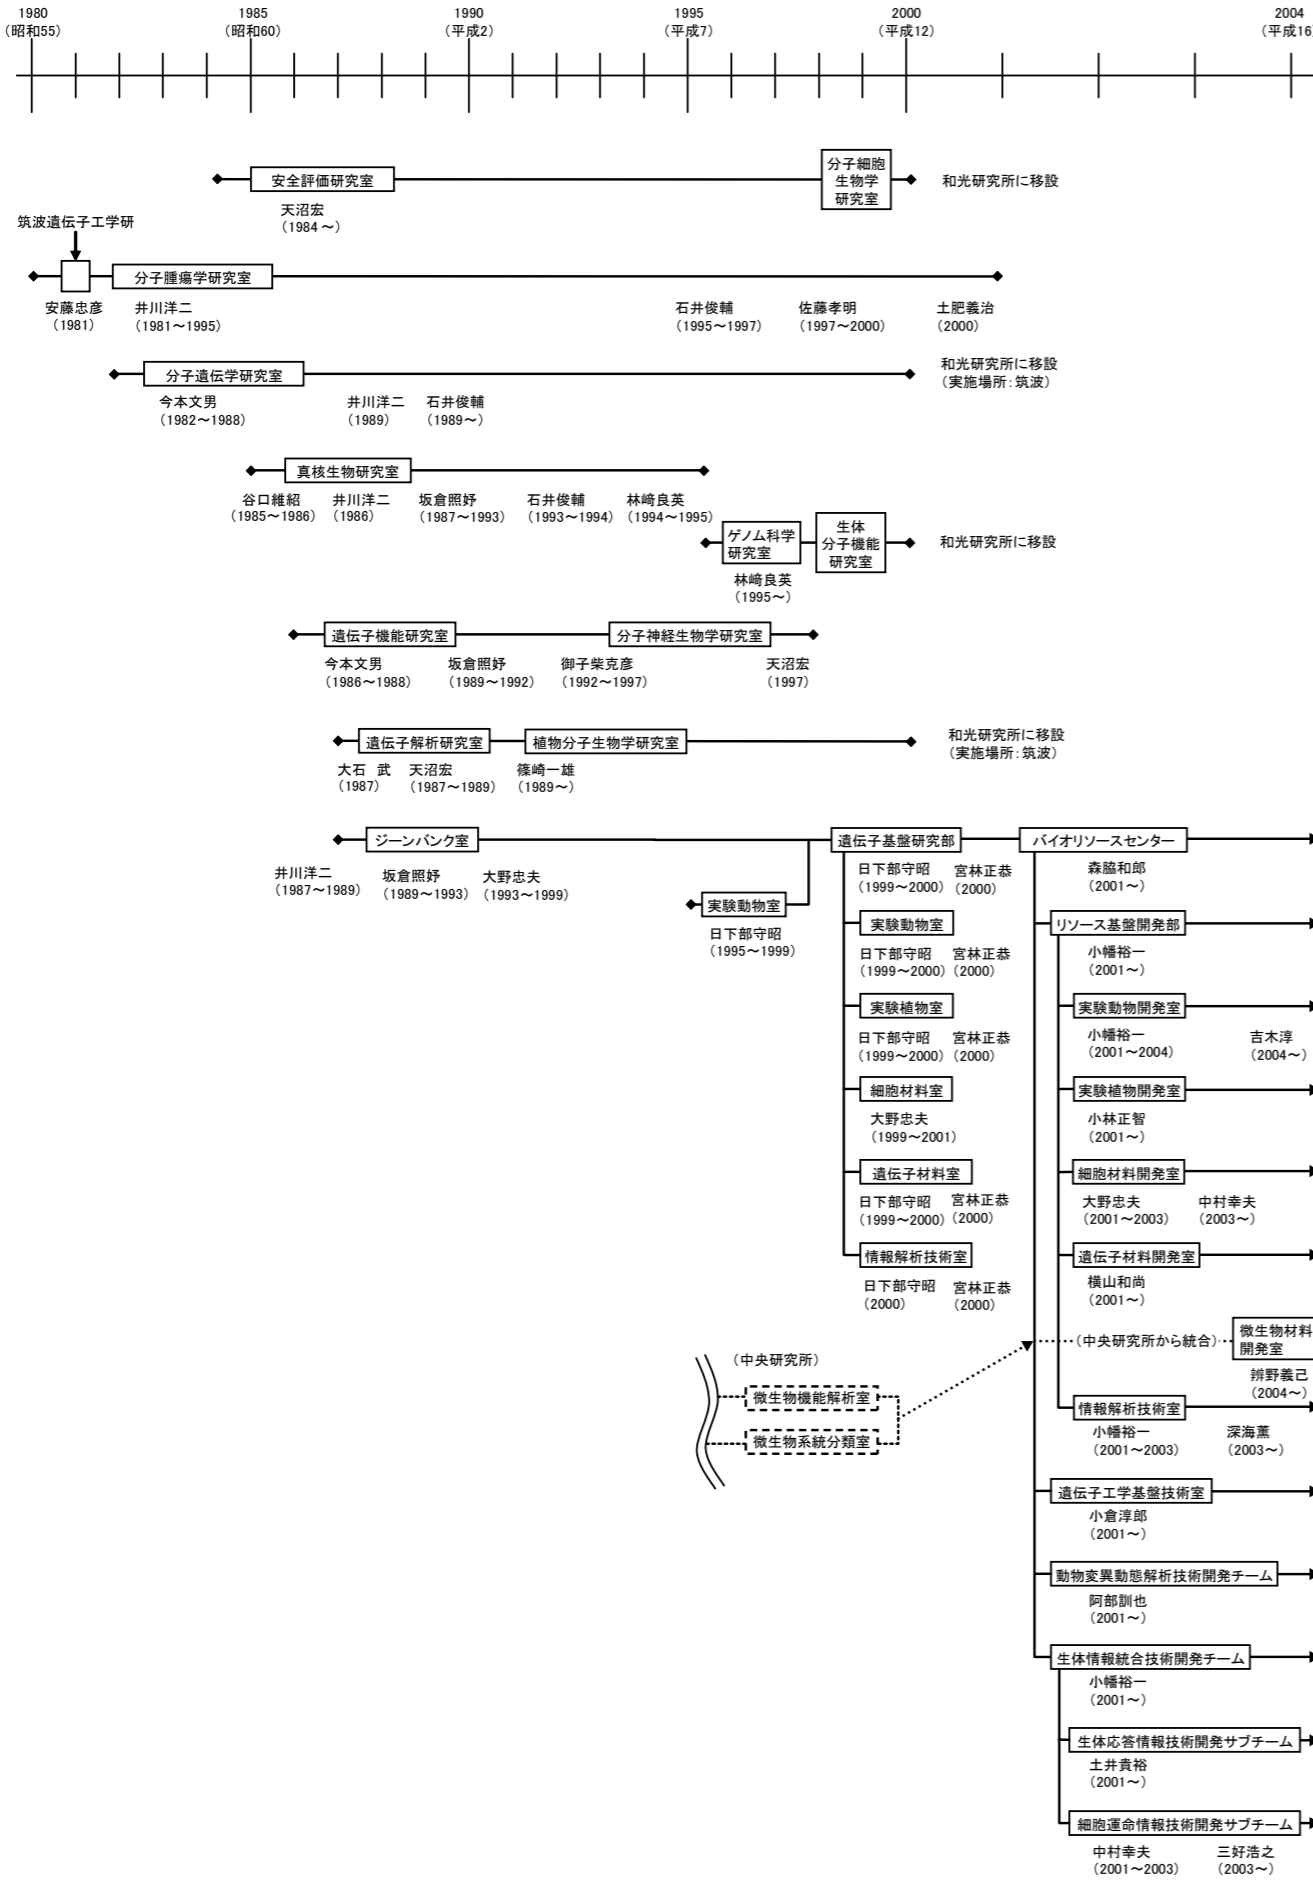 1980
(昭和55)
1985
(昭和60)
1990
(平成2)
1995
(平成7)
2000
(平成12)
2004
(平成16)
安全評価研究室
天沼宏
(1984～)
分子細胞
生物学
研究室
和光研究所に移設
筑波遺伝子工学研
安藤忠彦
(1981)
分子腫瘍学研究室
井川洋二
(1981～1995)
石井俊輔
(1995～1997)
佐藤孝明
(1997～2000)
土肥義治
(2000)
分子遺伝学研究室
今本文男
(1982～1988)
井川洋二
(1989)
石井俊輔
(1989～)
和光研究所に移設
(実施場所：筑波)
真核生物研究室
谷口維紹
(1985～1986)
井川洋二
(1986)
坂倉照妤
(1987～1993)
石井俊輔
(1993～1994)
林﨑良英
(1994～1995)
ゲノム科学
研究室
林﨑良英
(1995～)
生体
分子機能
研究室
和光研究所に移設
遺伝子機能研究室
今本文男
(1986～1988)
坂倉照妤
(1989～1992)
分子神経生物学研究室
御子柴克彦
(1992～1997)
天沼宏
(1997)
遺伝子解析研究室
大石　武
(1987)
天沼宏
(1987～1989)
植物分子生物学研究室
篠崎一雄
(1989～)
和光研究所に移設
(実施場所：筑波)
ジーンバンク室
井川洋二
(1987～1989)
坂倉照妤
(1989～1993)
大野忠夫
(1993～1999)
実験動物室
日下部守昭
(1995～1999)
遺伝子基盤研究部
日下部守昭
(1999～2000)
宮林正恭
(2000)
実験動物室
日下部守昭
(1999～2000)
宮林正恭
(2000)
実験植物室
日下部守昭
(1999～2000)
宮林正恭
(2000)
細胞材料室
大野忠夫
(1999～2001)
遺伝子材料室
日下部守昭
(1999～2000)
宮林正恭
(2000)
情報解析技術室
日下部守昭
(2000)
宮林正恭
(2000)
バイオリソースセンター
森脇和郎
(2001～)
リソース基盤開発部
小幡裕一
(2001～)
実験動物開発室
小幡裕一
(2001～2004)
吉木淳
(2004～)
実験植物開発室
小林正智
(2001～)
細胞材料開発室
大野忠夫
(2001～2003)
中村幸夫
(2003～)
遺伝子材料開発室
横山和尚
(2001～)
(中央研究所から統合)
微生物材料
開発室
辨野義己
(2004～)
(中央研究所)
微生物機能解析室
微生物系統分類室
情報解析技術室
小幡裕一
(2001～2003)
深海薫
(2003～)
遺伝子工学基盤技術室
小倉淳郎
(2001～)
動物変異動態解析技術開発チーム
阿部訓也
(2001～)
生体情報統合技術開発チーム
小幡裕一
(2001～)
生体応答情報技術開発サブチーム
土井貴裕
(2001～)
細胞運命情報技術開発サブチーム
中村幸夫
(2001～2003)
三好浩之
(2003～)